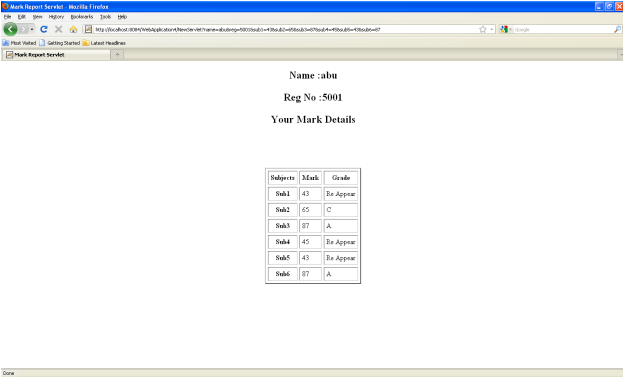 Mark Report Servlet - Mozilla Firefox
File Edit View History Bookmarks Tools Help
http://localhost:8084/WebApplication4/NewServlet?name=abu&reg=5001&sub1=43&sub2=65&sub3=87&sub4=45&sub5=43&sub6=87
Google
Most Visited Getting Started Latest Headlines
Mark Report Servlet
Name :abu
Reg No :5001
Your Mark Details
Subjects Mark Grade
Sub1 43 Re Appear
Sub2 65 C
Sub3 87 A
Sub4 45 Re Appear
Sub5 43 Re Appear
Sub6 87 A
Done